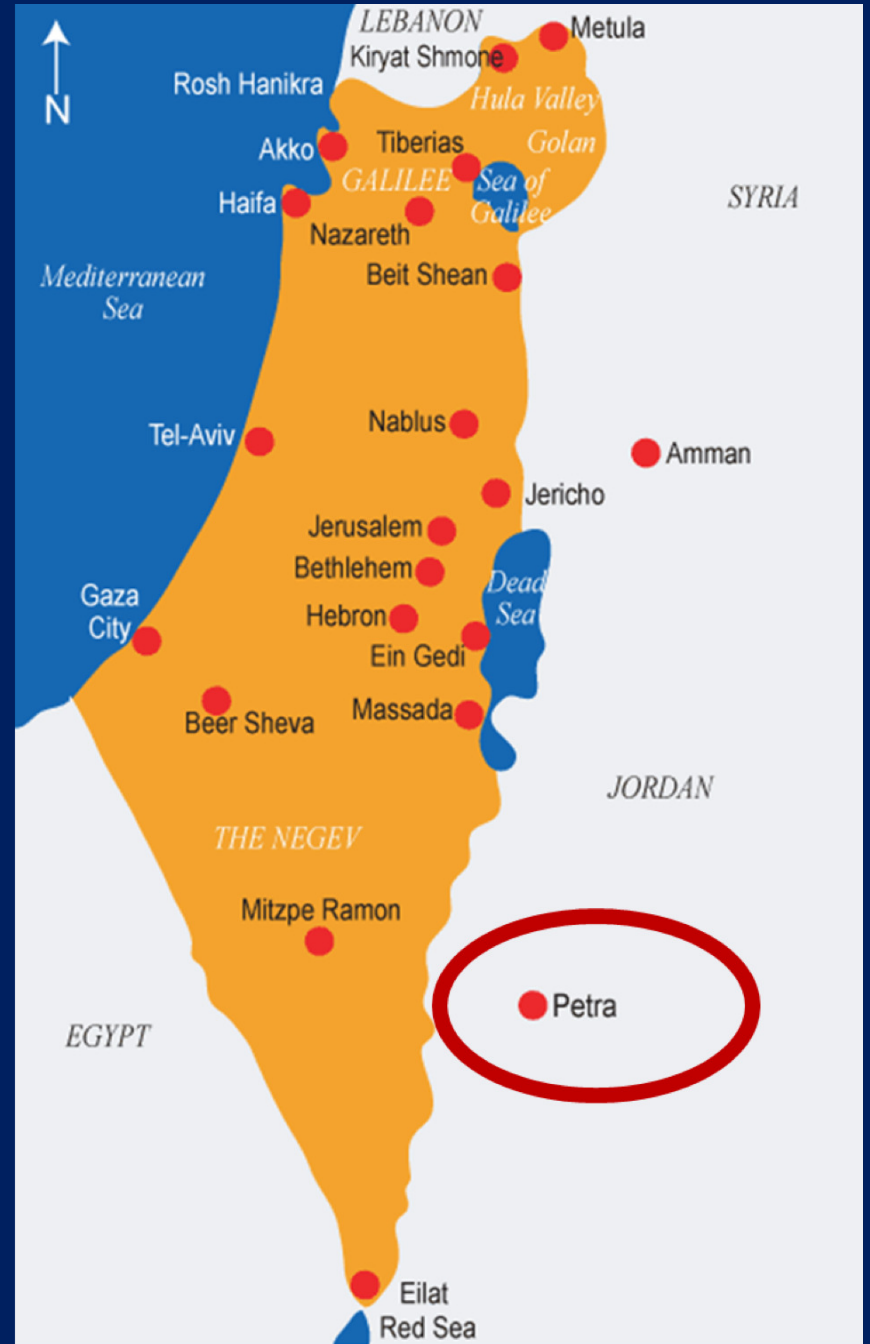 LEBANON
Metula
Kiryat Shmone
N
Rosh Hanikra
Hula Valley
Golan
Akko
Tiberias
GALILEE
Sea of
Galilee
SYRIA
Haifa
Nazareth
Beit Shean
Mediterranean
Sea
Nablus
Tel-Aviv
Amman
Jericho
Jerusalem
Bethlehem
Dead
Sea
Gaza
City
Hebron
Ein Gedi
Massada
Beer Sheva
JORDAN
THE NEGEV
Mitzpe Ramon
Petra
EGYPT
Eilat
Red Sea